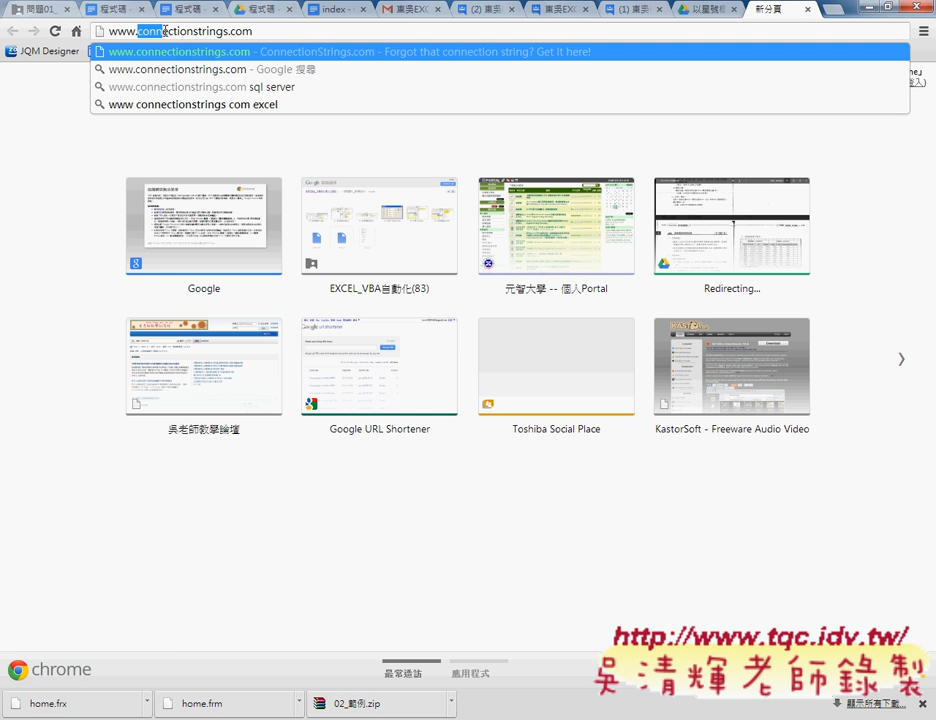 問題01_
程式碼 -
程式碼 -
程式碼 -
index -
東吳EXC
(2) 東吳
東吳EXC
(1) 東吳
以星號框
新分頁
www.connectionstrings.com
JQM Designer
www.connectionstrings.com - ConnectionStrings.com - Forgot that connection string? Get it here!
www.connectionstrings.com - Google 搜尋
www.connectionstrings.com sql server
www connectionstrings com excel
Google
EXCEL_VBA自動化(83)
元智大學 -- 個人Portal
Redirecting...
吳老師教學論壇
Google URL Shortener
Toshiba Social Place
KastorSoft - Freeware Audio Video
http://www.tqc.idv.tw/
吳清輝老師錄製
chrome
最常造訪
應用程式
home.frx
home.frm
02_範例.zip
顯示所有下載...